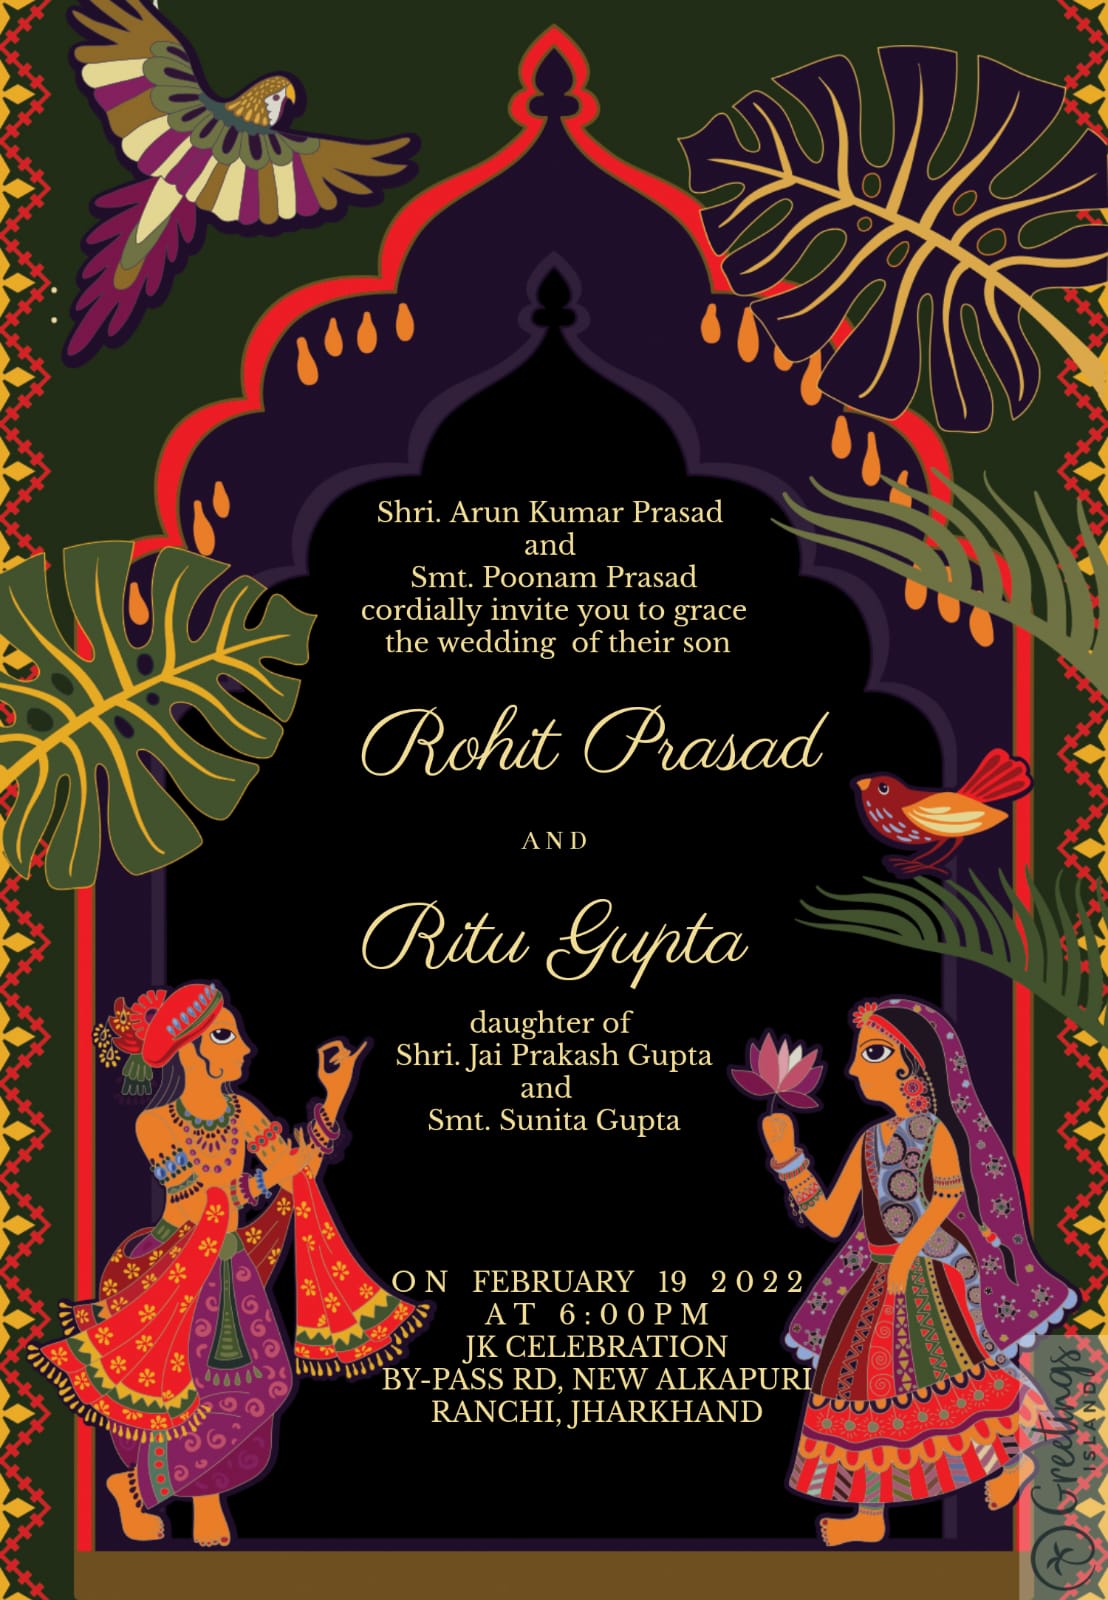 Shri. Arun Kumar Prasad
and
Smt. Poonam Prasad
cordially invite you to grace
the wedding of their son
Rohit Prasad
AND
Ritu Gupta
daughter of
Shri. Jai Prakash Gupta
and
Smt. Sunita Gupta
ON FEBRUARY 19 2022
AT 6:00PM
JK CELEBRATION
BY-PASS RD, NEW ALKAPURI
RANCHI, JHARKHAND
Greetings
ISLAND